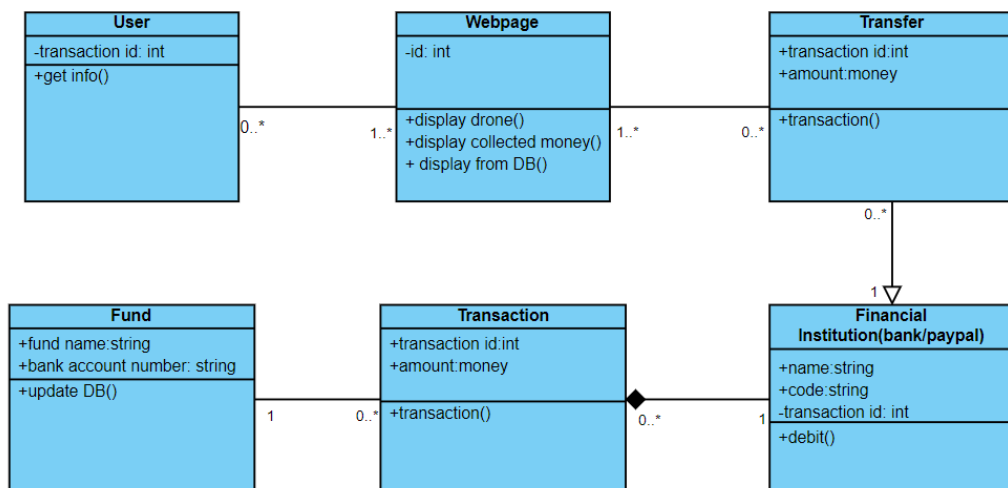 User
-transaction id: int
+get info()
0..*
1..*
Webpage
-id: int
+display drone()
+display collected money()
+ display from DB()
1..*
0..*
Transfer
+transaction id:int
+amount:money
+transaction()
0..*
1
Fund
+fund name:string
+bank account number: string
+update DB()
1
0..*
Transaction
+transaction id:int
+amount:money
+transaction()
0..*
1
Financial
Institution(bank/paypal)
+name:string
+code:string
-transaction id: int
+debit()